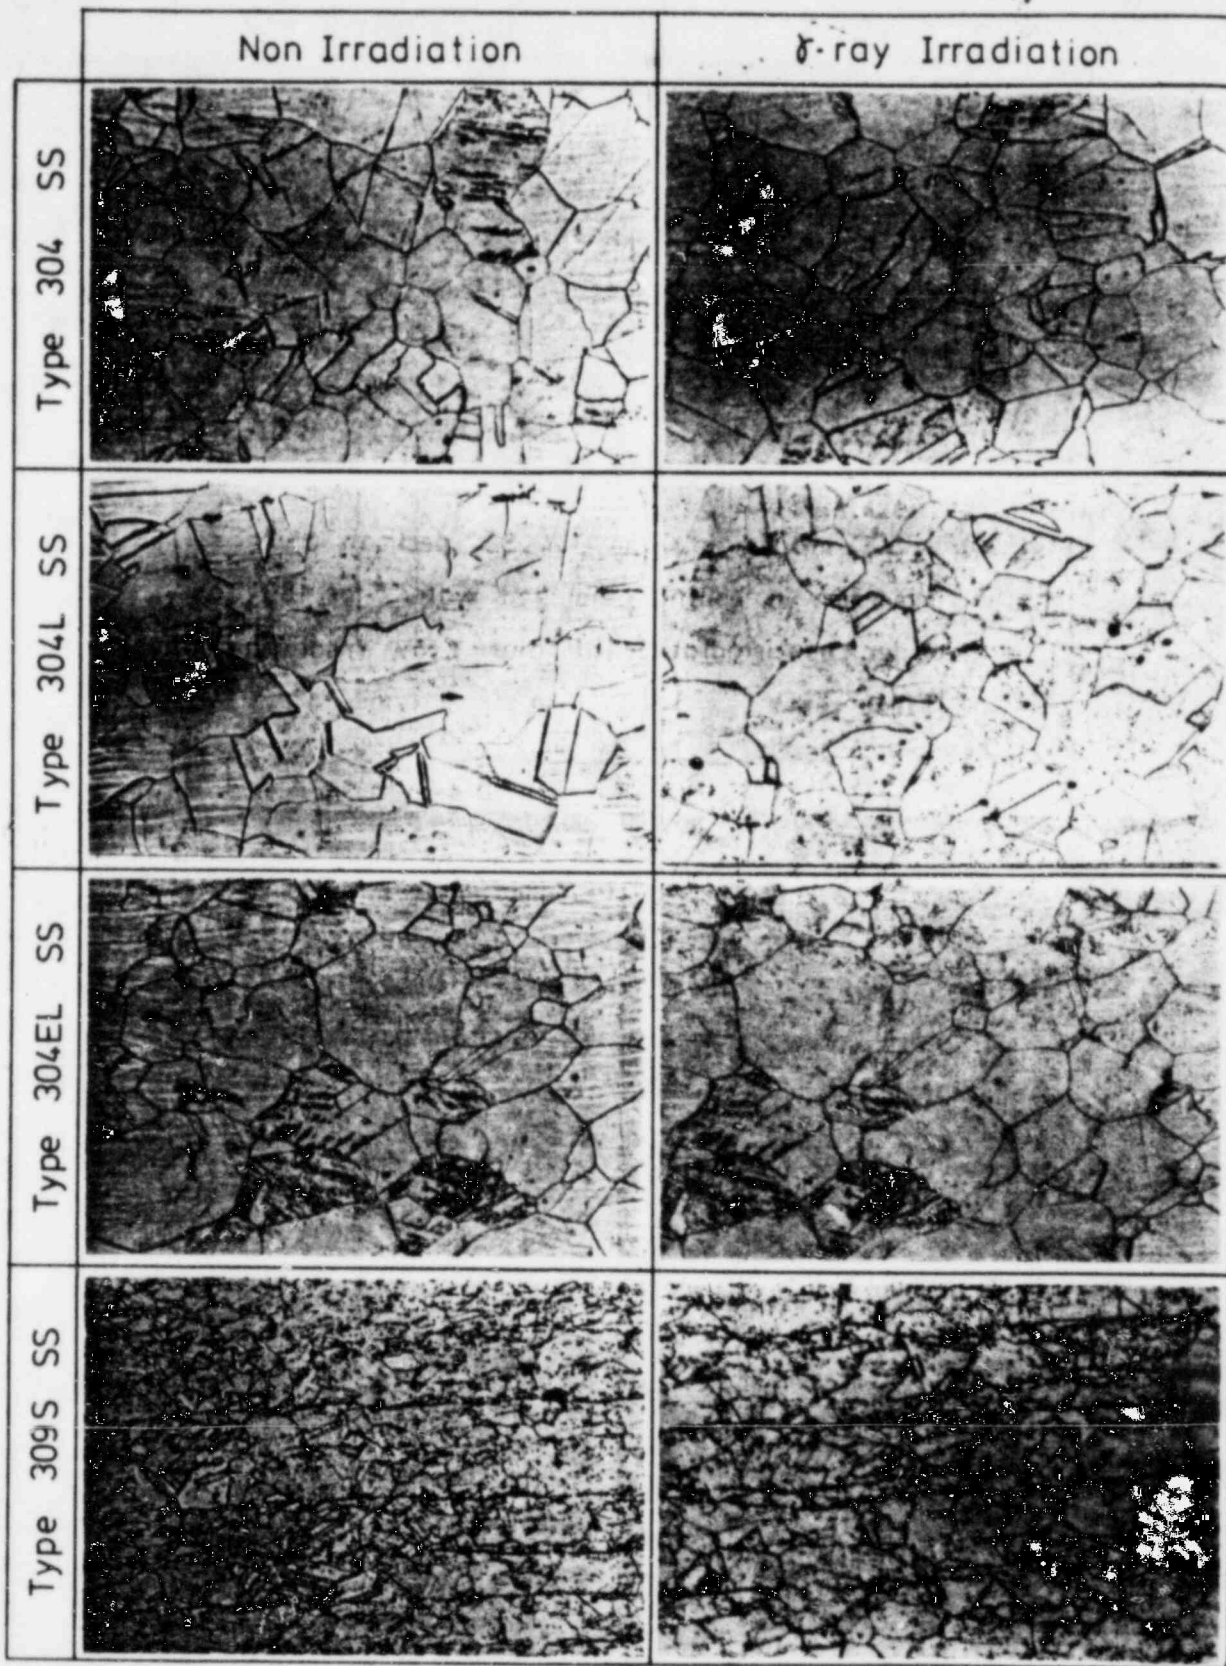 Non Irradiation
γ-ray Irradiation
Type 304 SS
Type 304L SS
Type 304EL SS
Type 309S SS